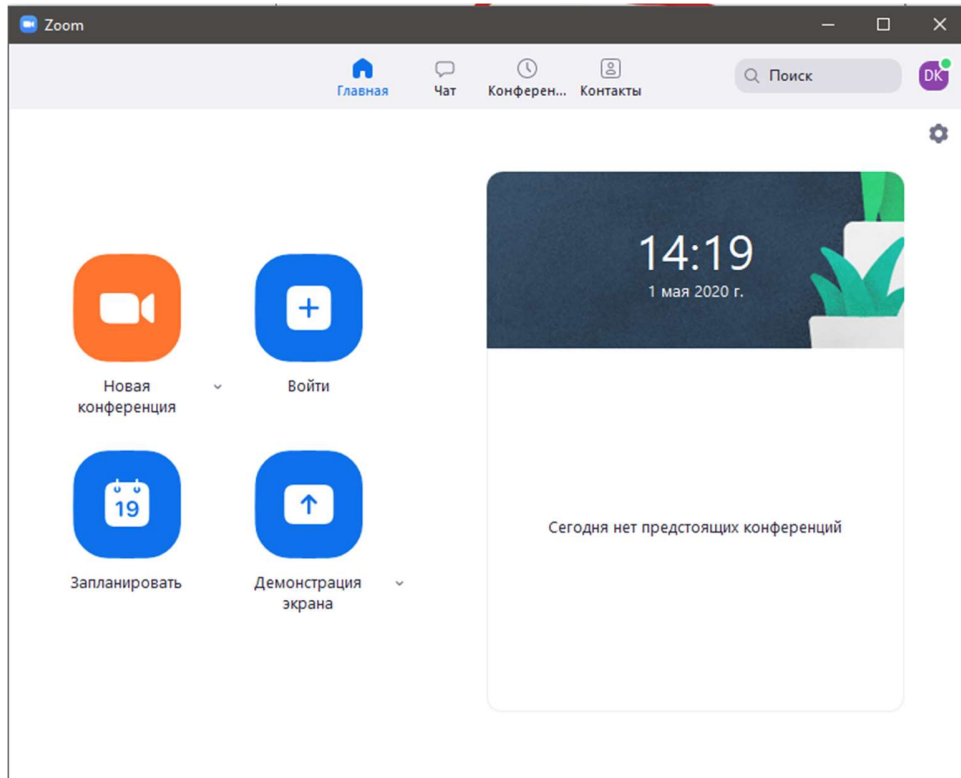 Zoom
Главная
Чат
Конферен...
Контакты
Поиск
DK
14:19
1 мая 2020 г.
Новая
конференция
Войти
19
Запланировать
Демонстрация
экрана
Сегодня нет предстоящих конференций